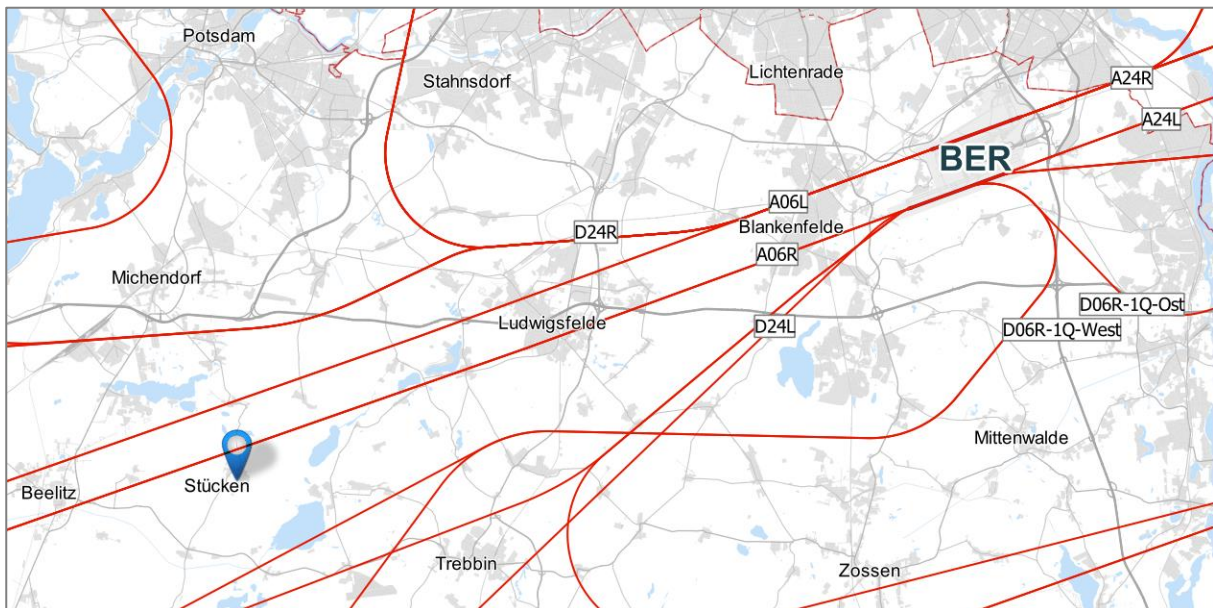 Potsdam
Stahnsdorf
Lichtenrade
A24R
A24L
BER
A06L
Blankenfelde
D24R
A06R
Michendorf
D06R-1Q-Ost
Ludwigsfelde
D24L
D06R-1Q-West
Mittenwalde
Stücken
Beelitz
Trebbin
Zossen